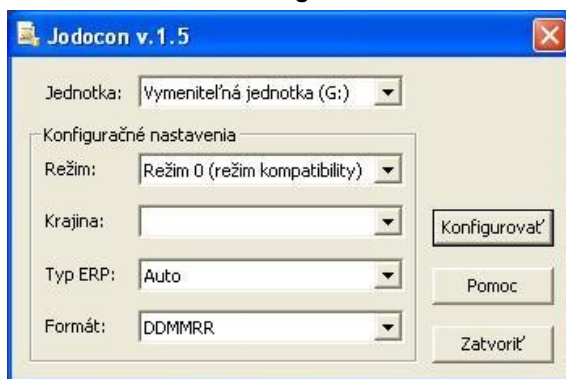 Jodocon v.1.5
Jednotka: Vymeniteľná jednotka (G:)
Konfiguračné nastavenia
Režim: Režim 0 (režim kompatibility)
Krajina:
Konfigurovať
Typ ERP: Auto
Pomoc
Formát: DDMMRR
Zatvoriť